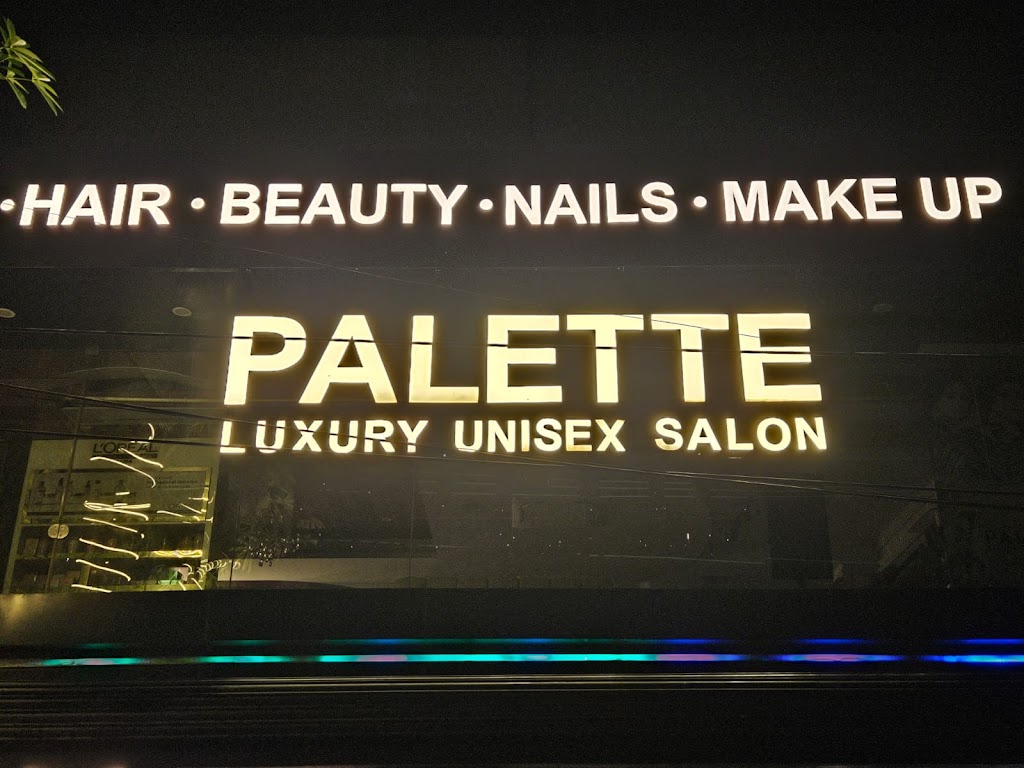 • HAIR • BEAUTY • NAILS • MAKE UP
PALETTE
LUXURY UNISEX SALON
L'ORÉAL